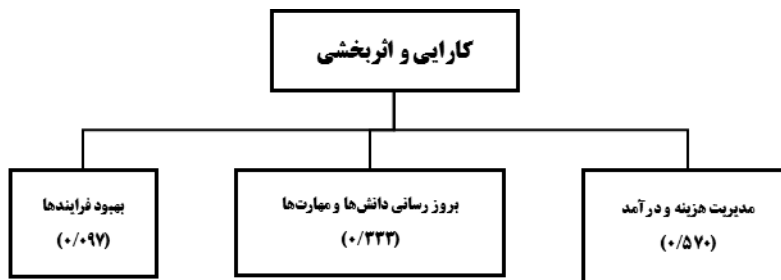 کارایی و اثربخشی
مدیریت هزینه و درآمد
(۰/۵۷۰)
بروز رسانی دانش‌ها و مهارت‌ها
(۰/۳۳۳)
بهبود فرایندها
(۰/۰۹۷)